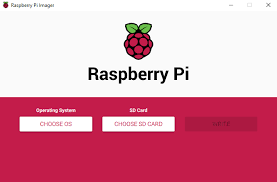 Raspberry Pi Imager
Raspberry Pi
Operating System
SD Card
CHOOSE OS
CHOOSE SD CARD